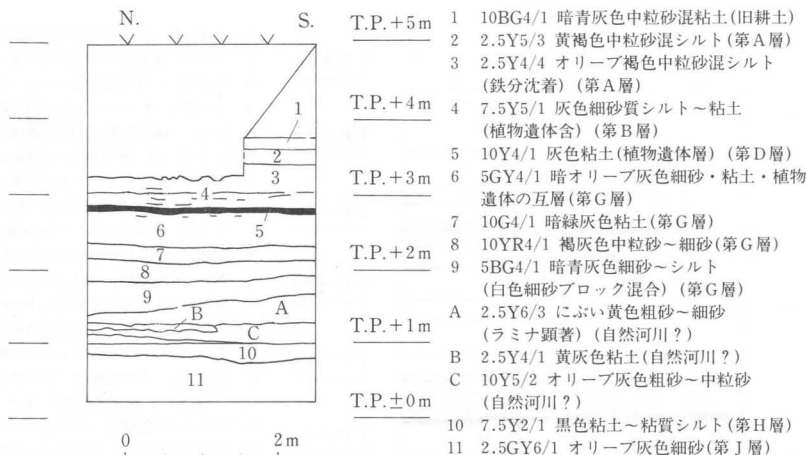 N. S.
1
2
3
4
5
6
7
8
9
A
B
C
10
11
0 2m
T.P.+5m
T.P.+4m
T.P.+3m
T.P.+2m
T.P.+1m
T.P.±0m
1 10BG4/1 暗青灰色中粒砂混粘土(旧耕土)
2 2.5Y5/3 黄褐色中粒砂混シルト(第A層)
3 2.5Y4/4 オリーブ褐色中粒砂混シルト
(鉄分沈着) (第A層)
4 7.5Y5/1 灰色細砂質シルト~粘土
(植物遺体含) (第B層)
5 10Y4/1 灰色粘土(植物遺体層) (第D層)
6 5GY4/1 暗オリーブ灰色細砂・粘土・植物
遺体の互層(第G層)
7 10G4/1 暗緑灰色粘土(第G層)
8 10YR4/1 褐灰色中粒砂~細砂(第G層)
9 5BG4/1 暗青灰色細砂~シルト
(白色細砂ブロック混合) (第G層)
A 2.5Y6/3 にぶい黄色粗砂~細砂
(ラミナ顕著) (自然河川?)
B 2.5Y4/1 黄灰色粘土(自然河川?)
C 10Y5/2 オリーブ灰色粗砂~中粒砂
(自然河川?)
10 7.5Y2/1 黒色粘土~粘質シルト(第H層)
11 2.5GY6/1 オリーブ灰色細砂(第J層)